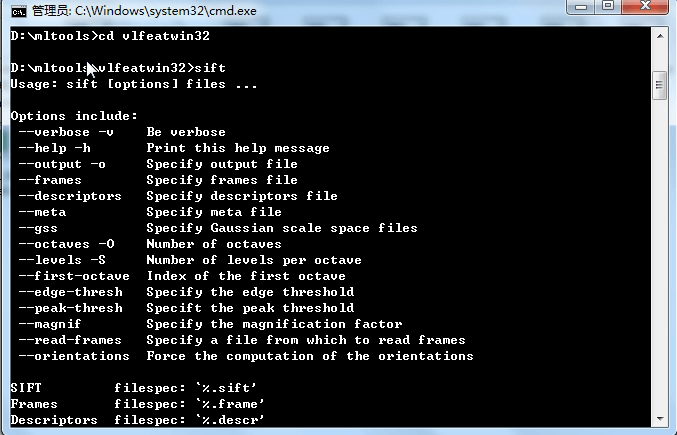 管理员: C:\Windows\system32\cmd.exe
D:\mltools>cd vlfeatwin32
D:\mltools\vlfeatwin32>sift
Usage: sift [options] files ...
Options include:
--verbose -v Be verbose
--help -h Print this help message
--output -o Specify output file
--frames Specify frames file
--descriptors Specify descriptors file
--meta Specify meta file
--gss Specify Gaussian scale space files
--octaves -O Number of octaves
--levels -S Number of levels per octave
--first-octave Index of the first octave
--edge-thresh Specify the edge threshold
--peak-thresh Specift the peak threshold
--magnif Specify the magnification factor
--read-frames Specify a file from which to read frames
--orientations Force the computation of the orientations
SIFT filespec: `%.sift'
Frames filespec: `%.frame'
Descriptors filespec: `%.descr'